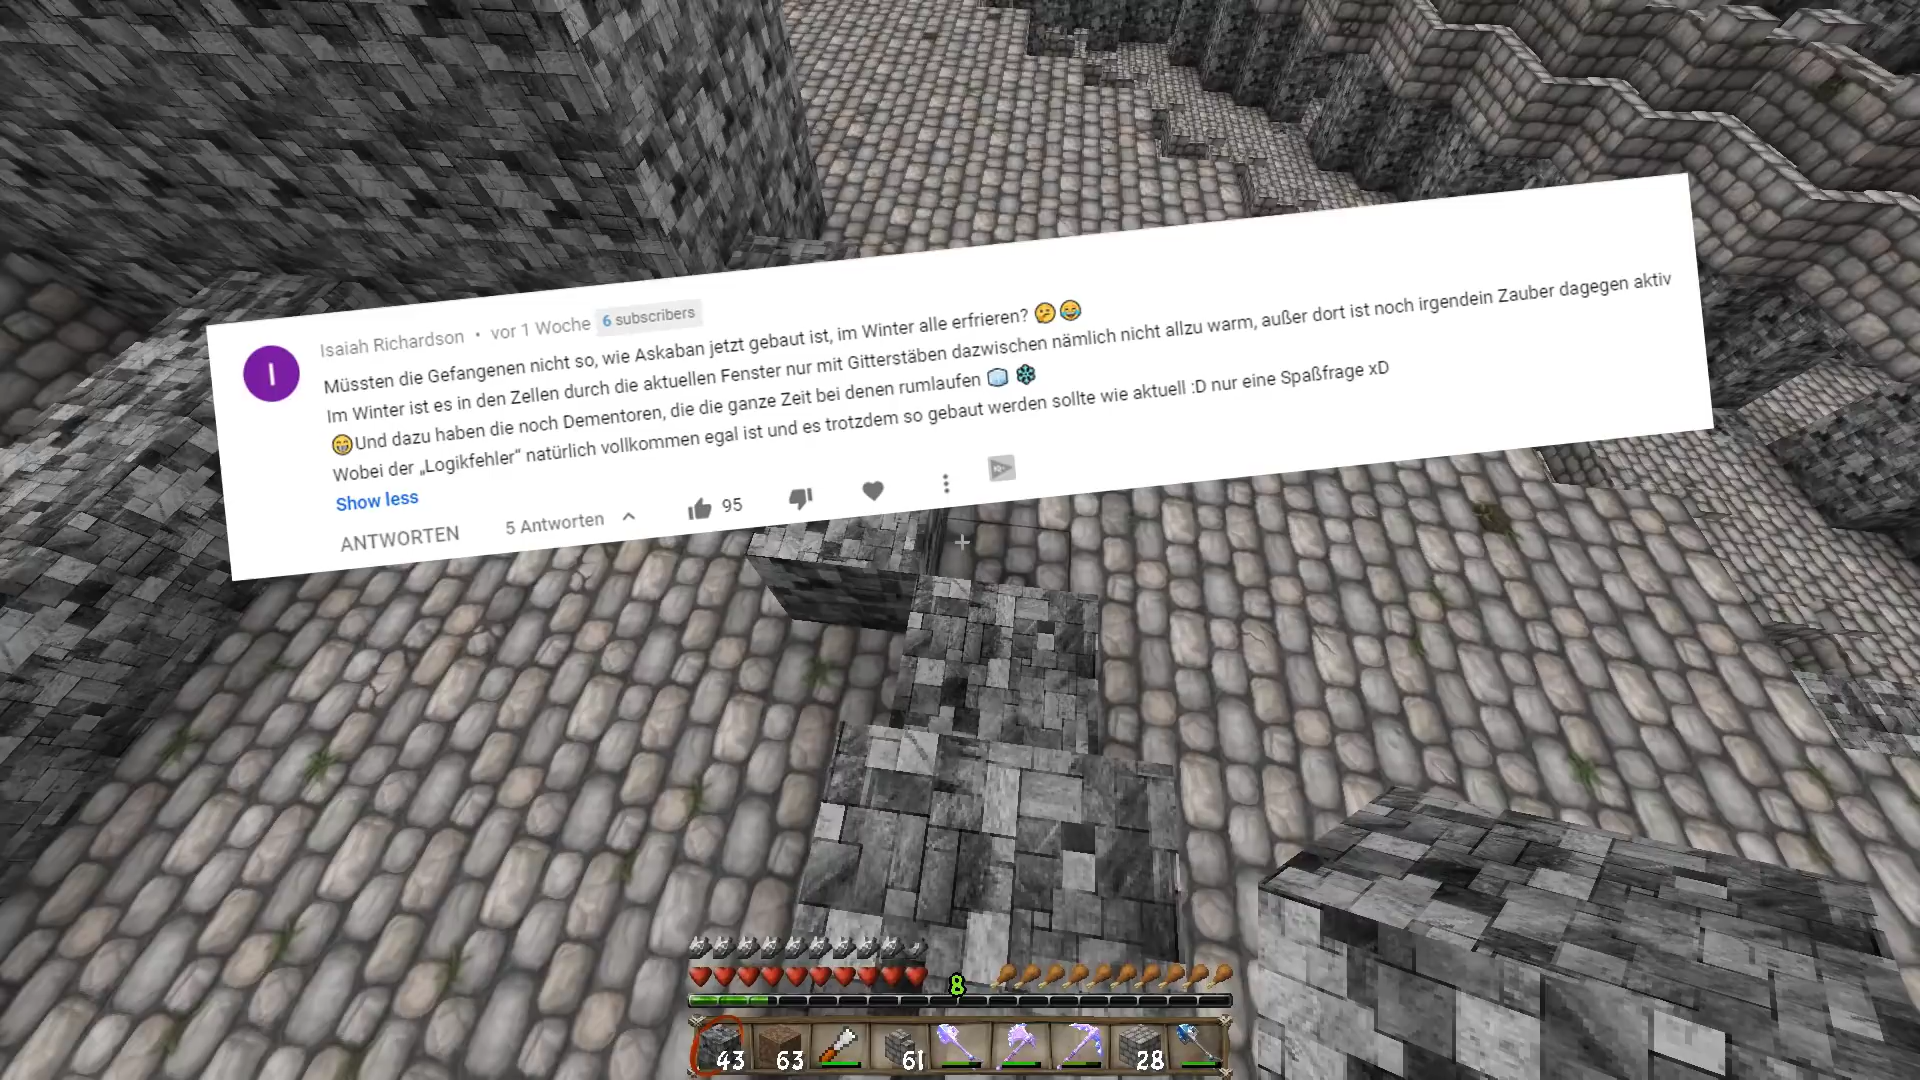 Isaiah Richardson • vor 1 Woche 6 subscribers
Müssten die Gefangenen nicht so, wie Askaban jetzt gebaut ist, im Winter alle erfrieren? 🤔😂
Im Winter ist es in den Zellen durch die aktuellen Fenster nur mit Gitterstäben dazwischen nämlich nicht allzu warm, außer dort ist noch irgendein Zauber dagegen aktiv
😁Und dazu haben die noch Dementoren, die die ganze Zeit bei denen rumlaufen 🧊 ❄
Wobei der „Logikfehler“ natürlich vollkommen egal ist und es trotzdem so gebaut werden sollte wie aktuell :D nur eine Spaßfrage xD
Show less
ANTWORTEN 5 Antworten 95
8
43 63 61 28